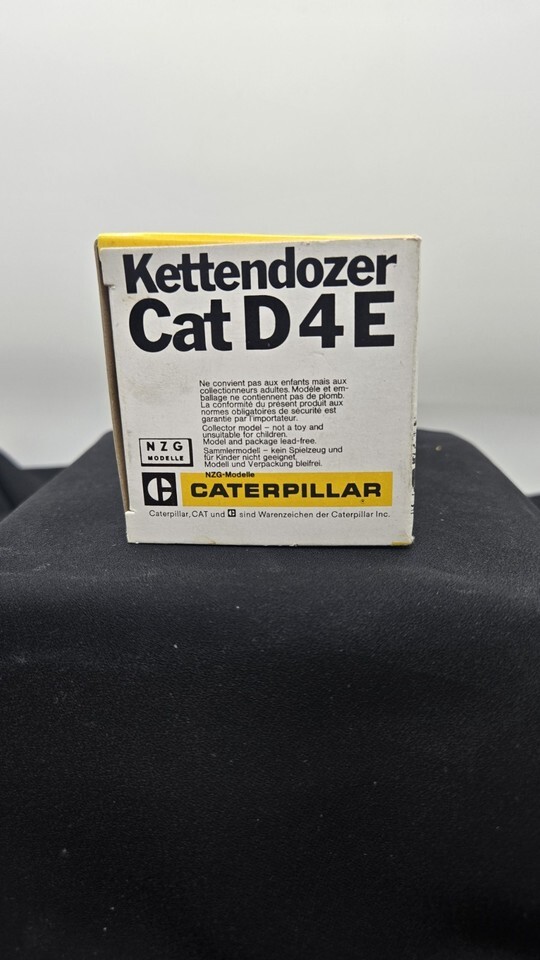 Kettendozer
Cat D4E
Ne convient pas aux enfants mais aux
collectionneurs adultes. Modèle et em-
ballage ne contiennent pas de plomb.
La conformité du présent produit aux
normes obligatoires de sécurité est
garantie par l'importateur.
Collector model – not a toy and
unsuitable for children.
Model and package lead-free.
Sammlermodell – kein Spielzeug und
für Kinder nicht geeignet.
Modell und Verpackung bleifrei.
NZG
MODELLE
NZG-Modelle
C CATERPILLAR
Caterpillar, CAT und C sind Warenzeichen der Caterpillar Inc.